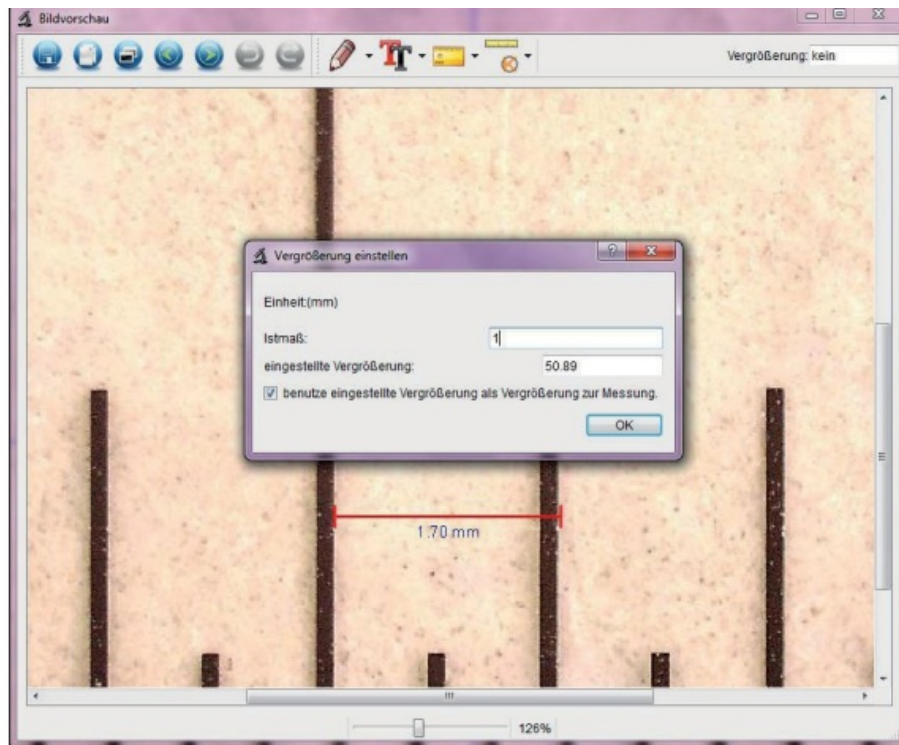 Bildvorschau
Vergrößerung: kein
Vergrößerung einstellen
Einheit:(mm)
Istmaß: 1
eingestellte Vergrößerung: 50.89
benutze eingestellte Vergrößerung als Vergrößerung zur Messung.
OK
1.70 mm
126%